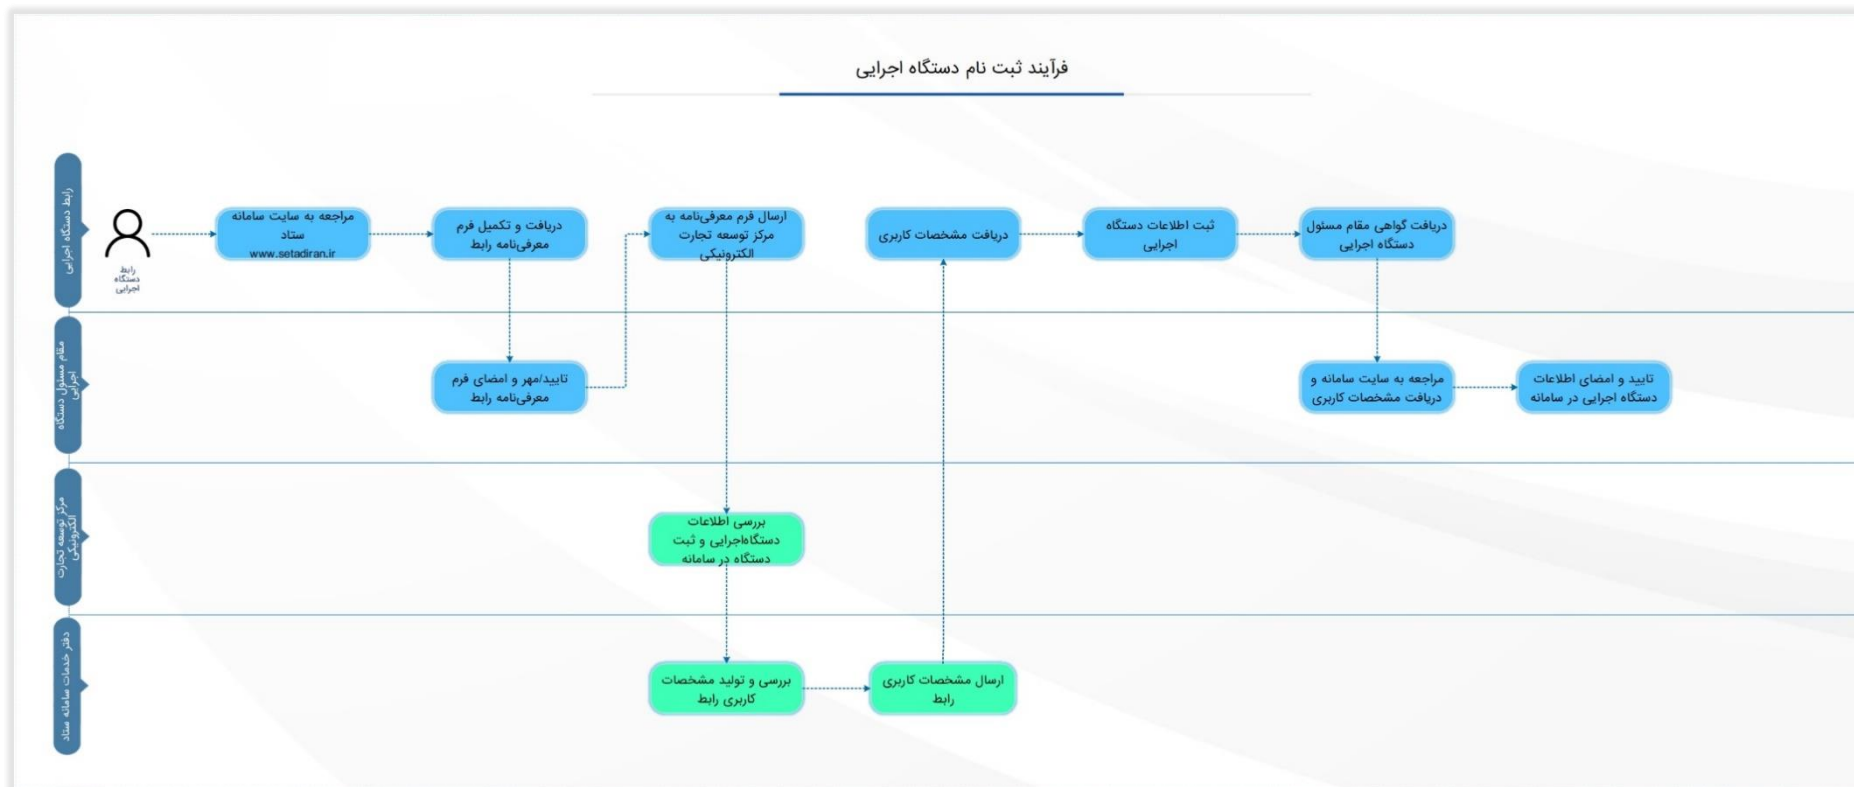 فرآیند ثبت نام دستگاه اجرایی
رابط دستگاه اجرایی
رابط
دستگاه
اجرایی
مراجعه به سایت سامانه
ستاد
www.setadiran.ir
دریافت و تکمیل فرم
معرفی‌نامه رابط
ارسال فرم معرفی‌نامه به
مرکز توسعه تجارت
الکترونیکی
دریافت مشخصات کاربری
ثبت اطلاعات دستگاه
اجرایی
دریافت گواهی مقام مسئول
دستگاه اجرایی
مقام مسئول دستگاه
اجرایی
تایید/مهر و امضای فرم
معرفی‌نامه رابط
مراجعه به سایت سامانه و
دریافت مشخصات کاربری
تایید و امضای اطلاعات
دستگاه اجرایی در سامانه
مرکز توسعه تجارت
الکترونیکی
بررسی اطلاعات
دستگاه‌اجرایی و ثبت
دستگاه در سامانه
دفتر خدمات سامانه ستاد
بررسی و تولید مشخصات
کاربری رابط
ارسال مشخصات کاربری
رابط